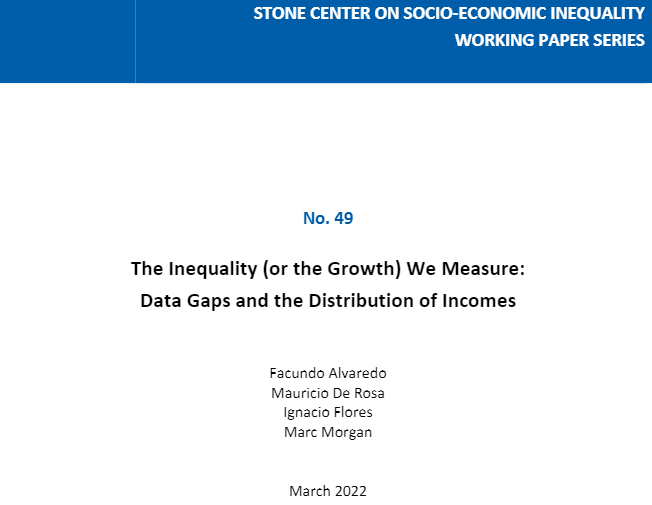 STONE CENTER ON SOCIO-ECONOMIC INEQUALITY
WORKING PAPER SERIES
No. 49
The Inequality (or the Growth) We Measure:
Data Gaps and the Distribution of Incomes
Facundo Alvaredo
Mauricio De Rosa
Ignacio Flores
Marc Morgan
March 2022